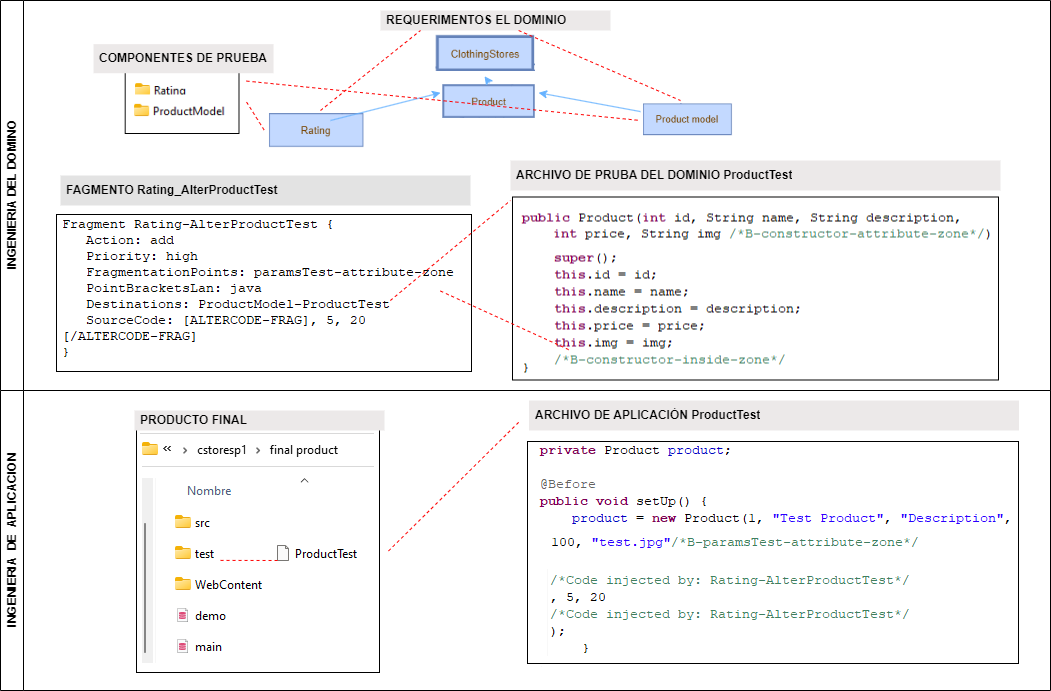 INGENIERIA DEL DOMINO
REQUERIMENTOS EL DOMINIO
ClothingStores
COMPONENTES DE PRUEBA
Rating
ProductModel
Product
Rating
Product model
FAGMENTO Rating_AlterProductTest
Fragment Rating-AlterProductTest {
Action: add
Priority: high
FragmentationPoints: paramsTest-attribute-zone
PointBracketsLan: java
Destinations: ProductModel-ProductTest
SourceCode: [ALTERCODE-FRAG], 5, 20
[/ALTERCODE-FRAG]
}
ARCHIVO DE PRUBA DEL DOMINIO ProductTest
public Product(int id, String name, String description,
int price, String img /*B-constructor-attribute-zone*/)
super();
this.id = id;
this.name = name;
this.description = description;
this.price = price;
this.img = img;
/*B-constructor-inside-zone*/
}
INGENIERIA DE APLICACION
PRODUCTO FINAL
« › cstoresp1 › final product
Nombre
src
test
ProductTest
WebContent
demo
main
ARCHIVO DE APLICACIÓN ProductTest
private Product product;
@Before
public void setUp() {
product = new Product(1, "Test Product", "Description",
100, "test.jpg"/*B-paramsTest-attribute-zone*/
/*Code injected by: Rating-AlterProductTest*/
, 5, 20
/*Code injected by: Rating-AlterProductTest*/
);
}